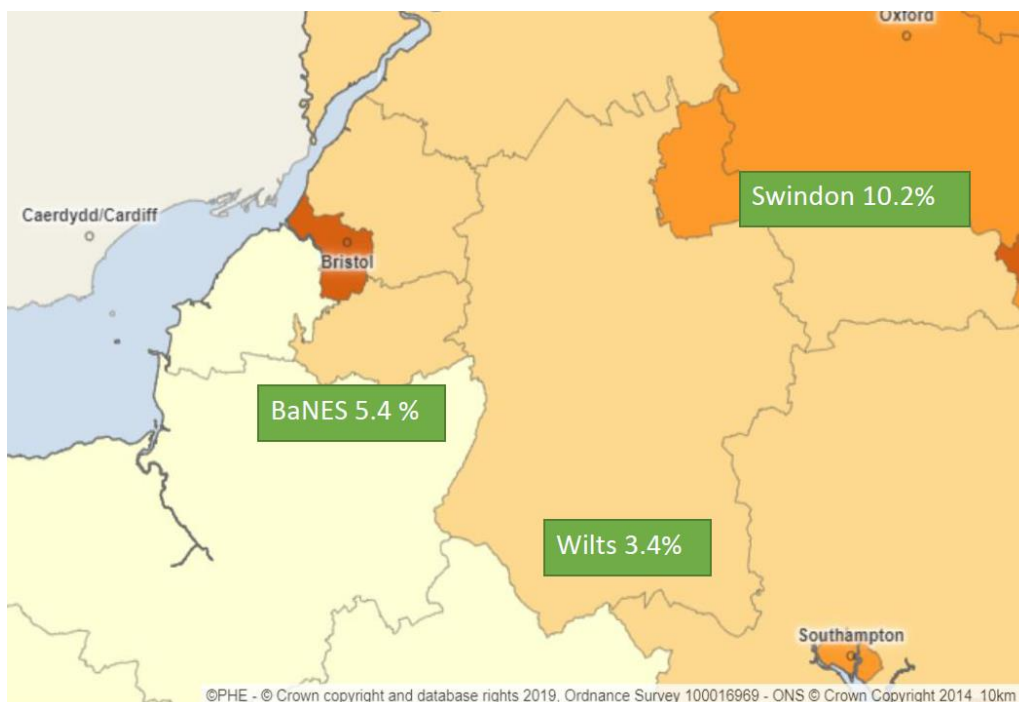 Oxford
Swindon 10.2%
Caerdydd/Cardiff
Bristol
BaNES 5.4 %
Wilts 3.4%
Southampton
©PHE - © Crown copyright and database rights 2019, Ordnance Survey 100016969 - ONS © Crown Copyright 2014 10km